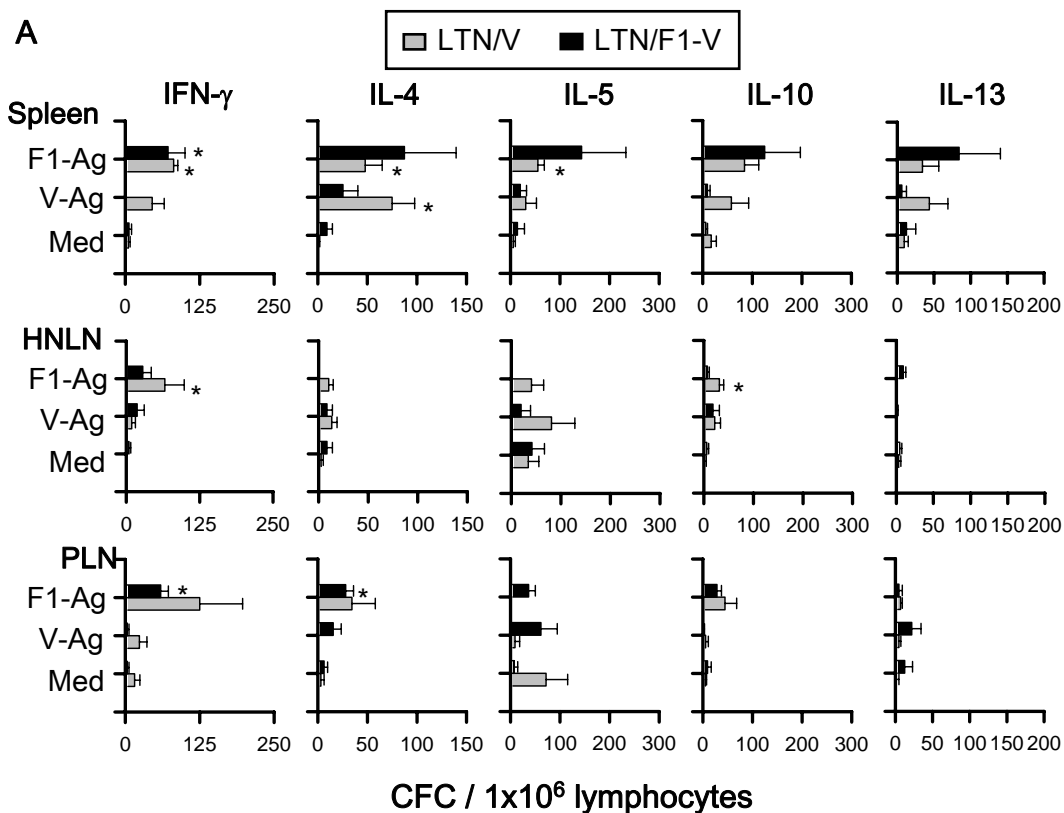 A
LTN/V LTN/F1-V
IFN-γ IL-4 IL-5 IL-10 IL-13
Spleen
F1-Ag * * * * *
V-Ag *
Med
0 125 250 0 50 100 150 0 100 200 300 0 100 200 300 0 50 100 150 200
HNLN
F1-Ag * *
V-Ag
Med
0 125 250 0 50 100 150 0 100 200 300 0 100 200 300 0 50 100 150 200
PLN
F1-Ag * *
V-Ag
Med
0 125 250 0 50 100 150 0 100 200 300 0 100 200 300 0 50 100 150 200
CFC / 1x10⁶ lymphocytes